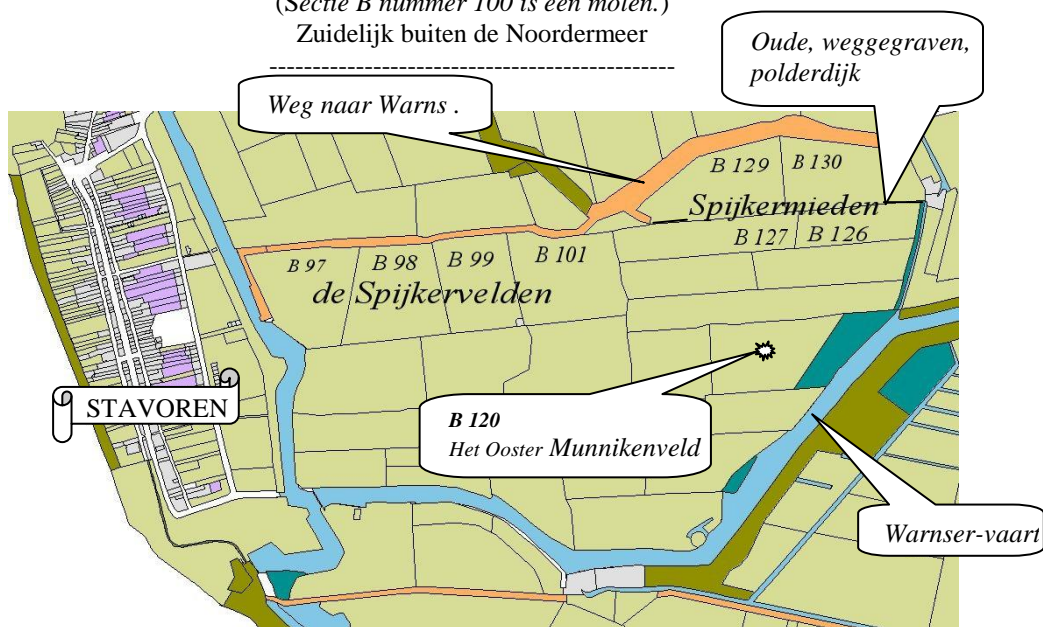 (Sectie B nummer 100 is een molen.)
Zuidelijk buiten de Noordermeer
------------------------------------------------
Oude, weggegraven,
polderdijk
Weg naar Warns .
B 129
B 130
Spijkermieden
B 127
B 126
B 97
B 98
B 99
B 101
de Spijkervelden
STAVOREN
B 120
Het Ooster Munnikenveld
Warnser-vaart